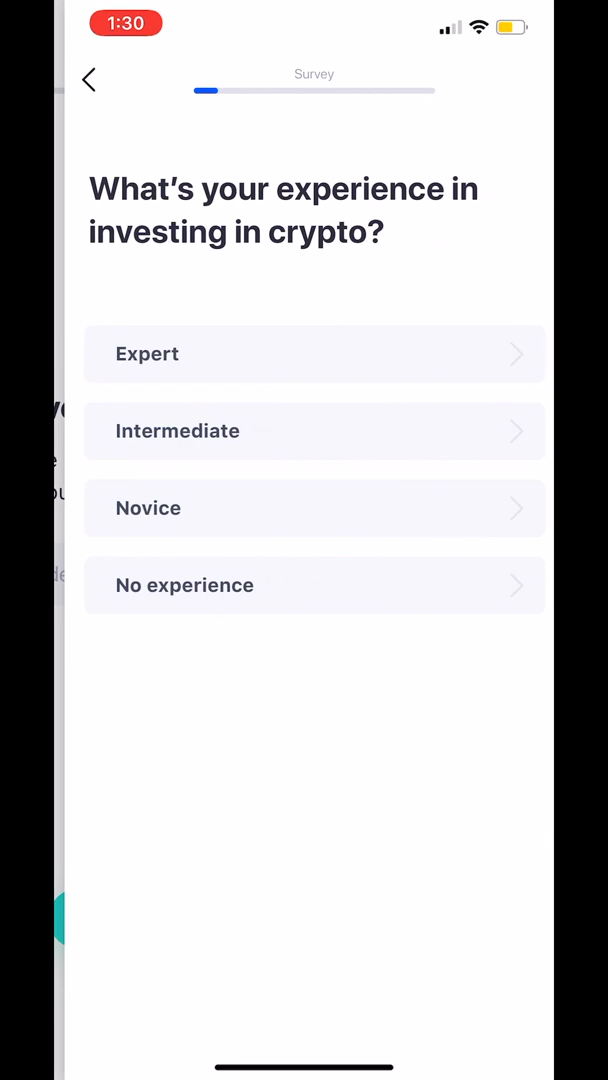 1:30
Survey
What's your experience in
investing in crypto?
Expert
Intermediate
Novice
No experience